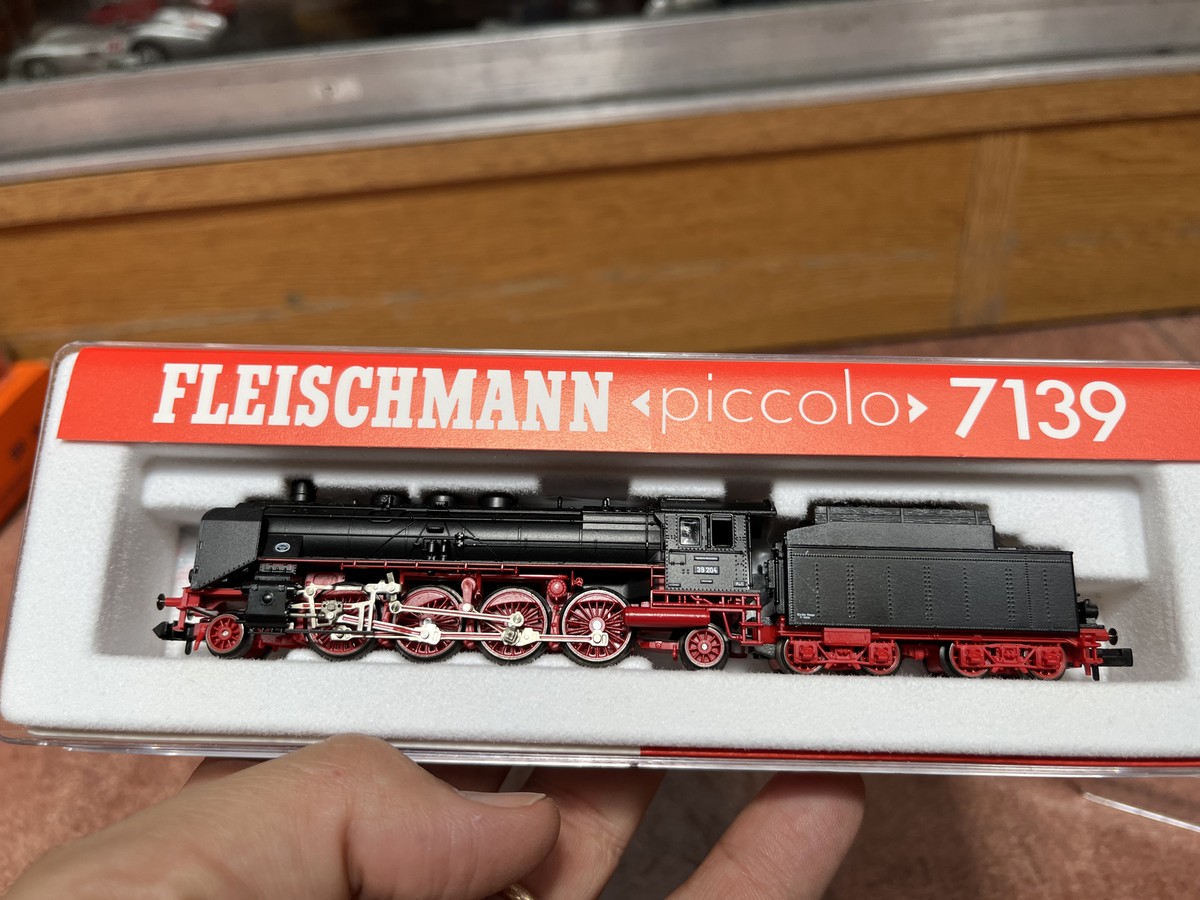 FLEISCHMANN <piccolo> 7139
39 204